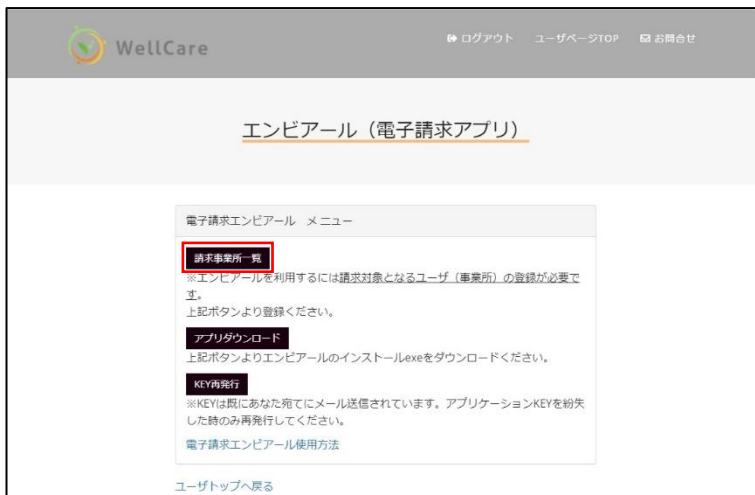 WellCare
ログアウト ユーザページTOP お問合せ
エンビアール（電子請求アプリ）
電子請求エンビアール メニュー
請求事業所一覧
※エンビアールを利用するには請求対象となるユーザ（事業所）の登録が必要で
す。
上記ボタンより登録ください。
アプリダウンロード
上記ボタンよりエンビアールのインストールexeをダウンロードください。
KEY再発行
※KEYは既にあなた宛てにメール送信されています。アプリケーションKEYを紛失
した時のみ再発行してください。
電子請求エンビアール使用方法
ユーザトップへ戻る